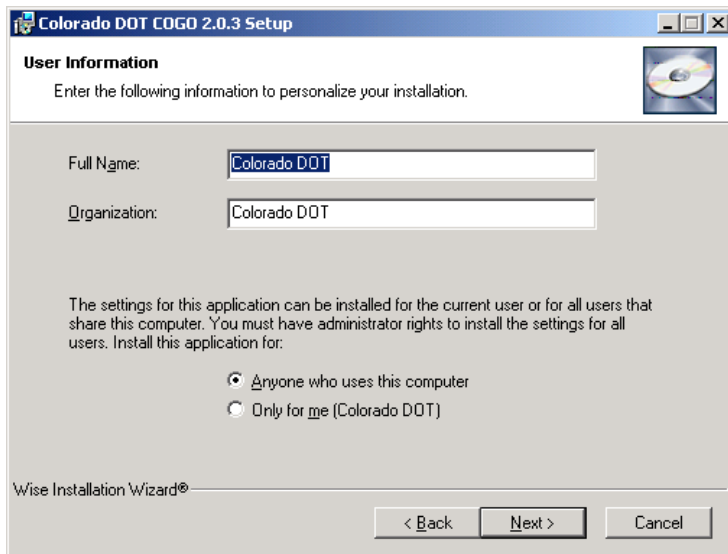 Colorado DOT COGO 2.0.3 Setup
User Information
Enter the following information to personalize your installation.
Full Name: Colorado DOT
Organization: Colorado DOT
The settings for this application can be installed for the current user or for all users that
share this computer. You must have administrator rights to install the settings for all
users. Install this application for:
Anyone who uses this computer
Only for me (Colorado DOT)
Wise Installation Wizard®
< Back Next > Cancel